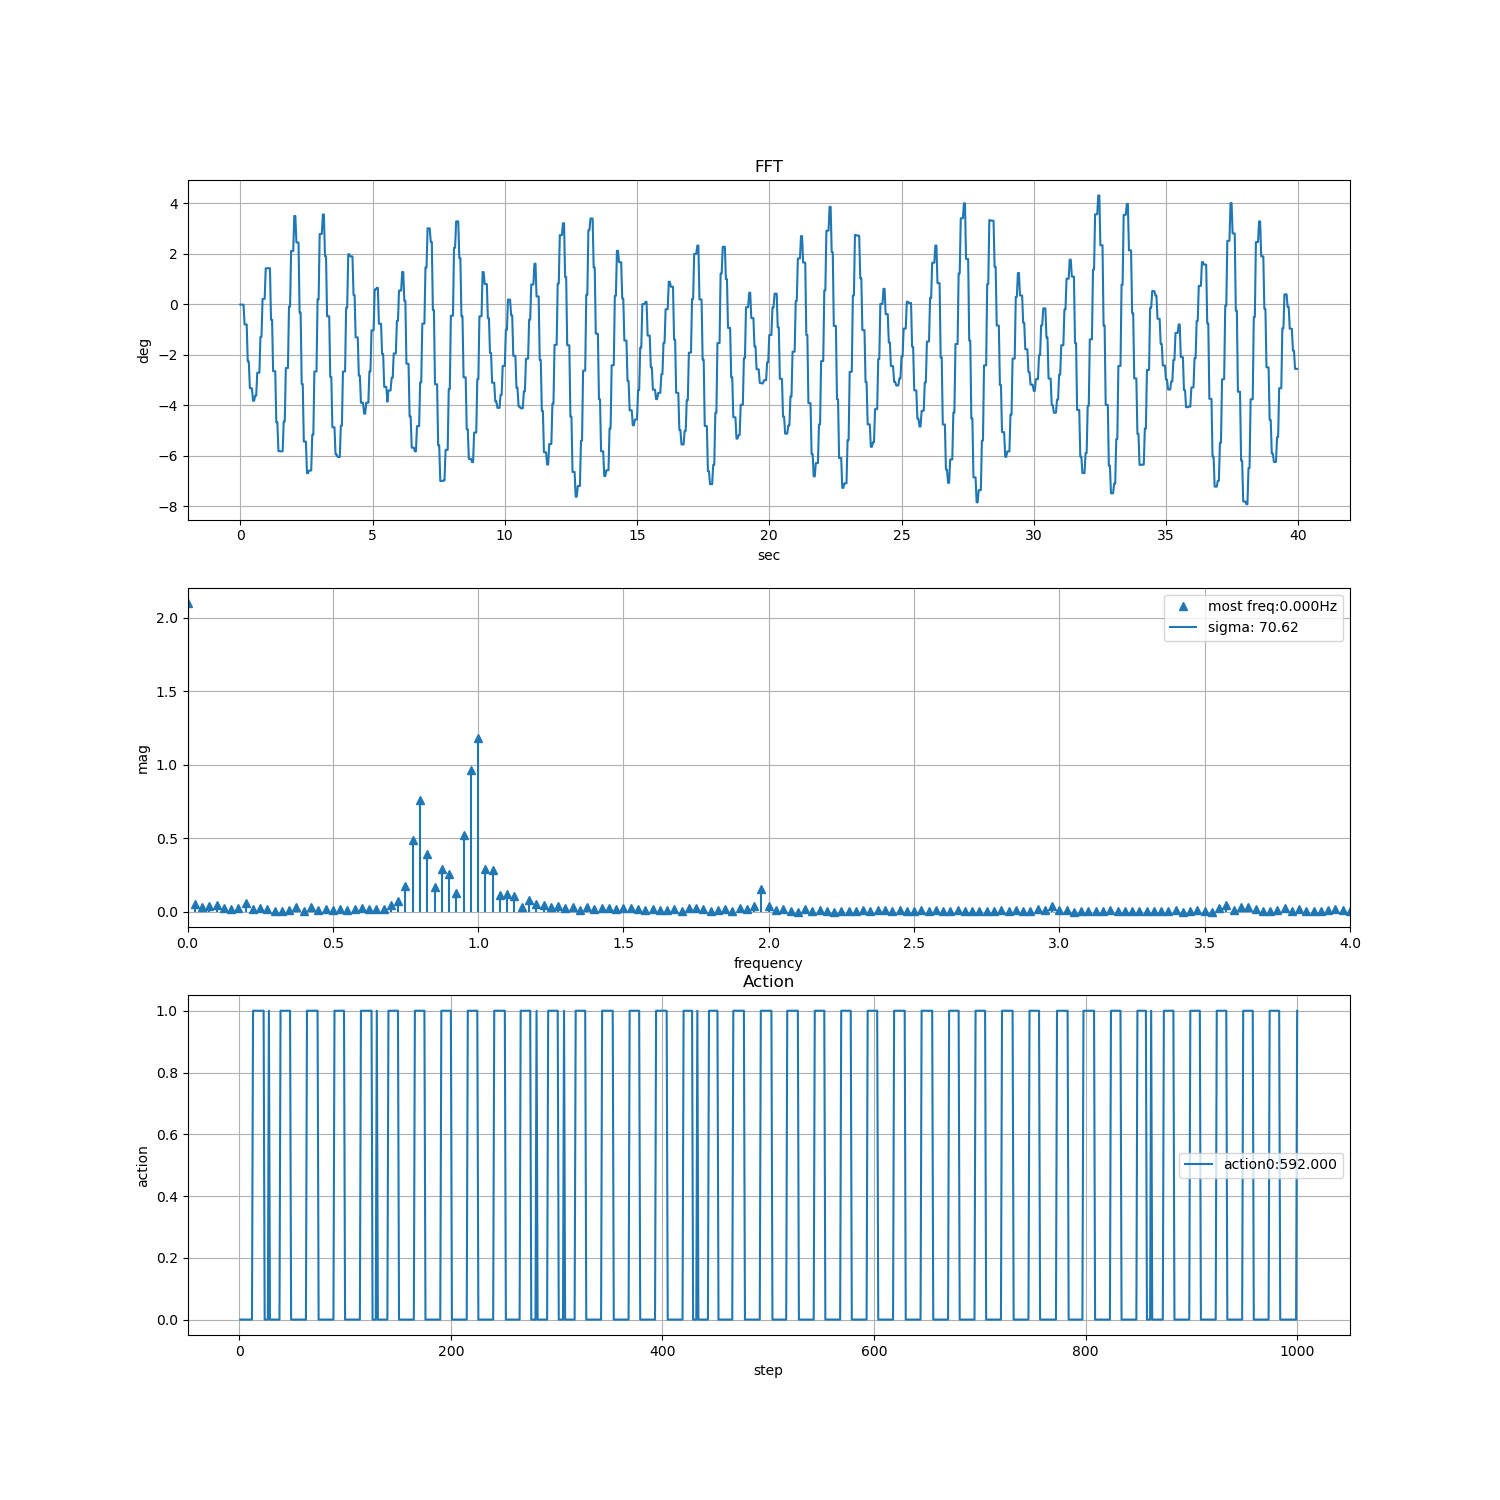 FFT
4
2
0
−2
−4
−6
−8
deg
0 5 10 15 20 25 30 35 40
sec
2.0
1.5
1.0
0.5
0.0
mag
most freq:0.000Hz
sigma: 70.62
0.0 0.5 1.0 1.5 2.0 2.5 3.0 3.5 4.0
frequency
Action
1.0
0.8
0.6
0.4
0.2
0.0
action
action0:592.000
0 200 400 600 800 1000
step